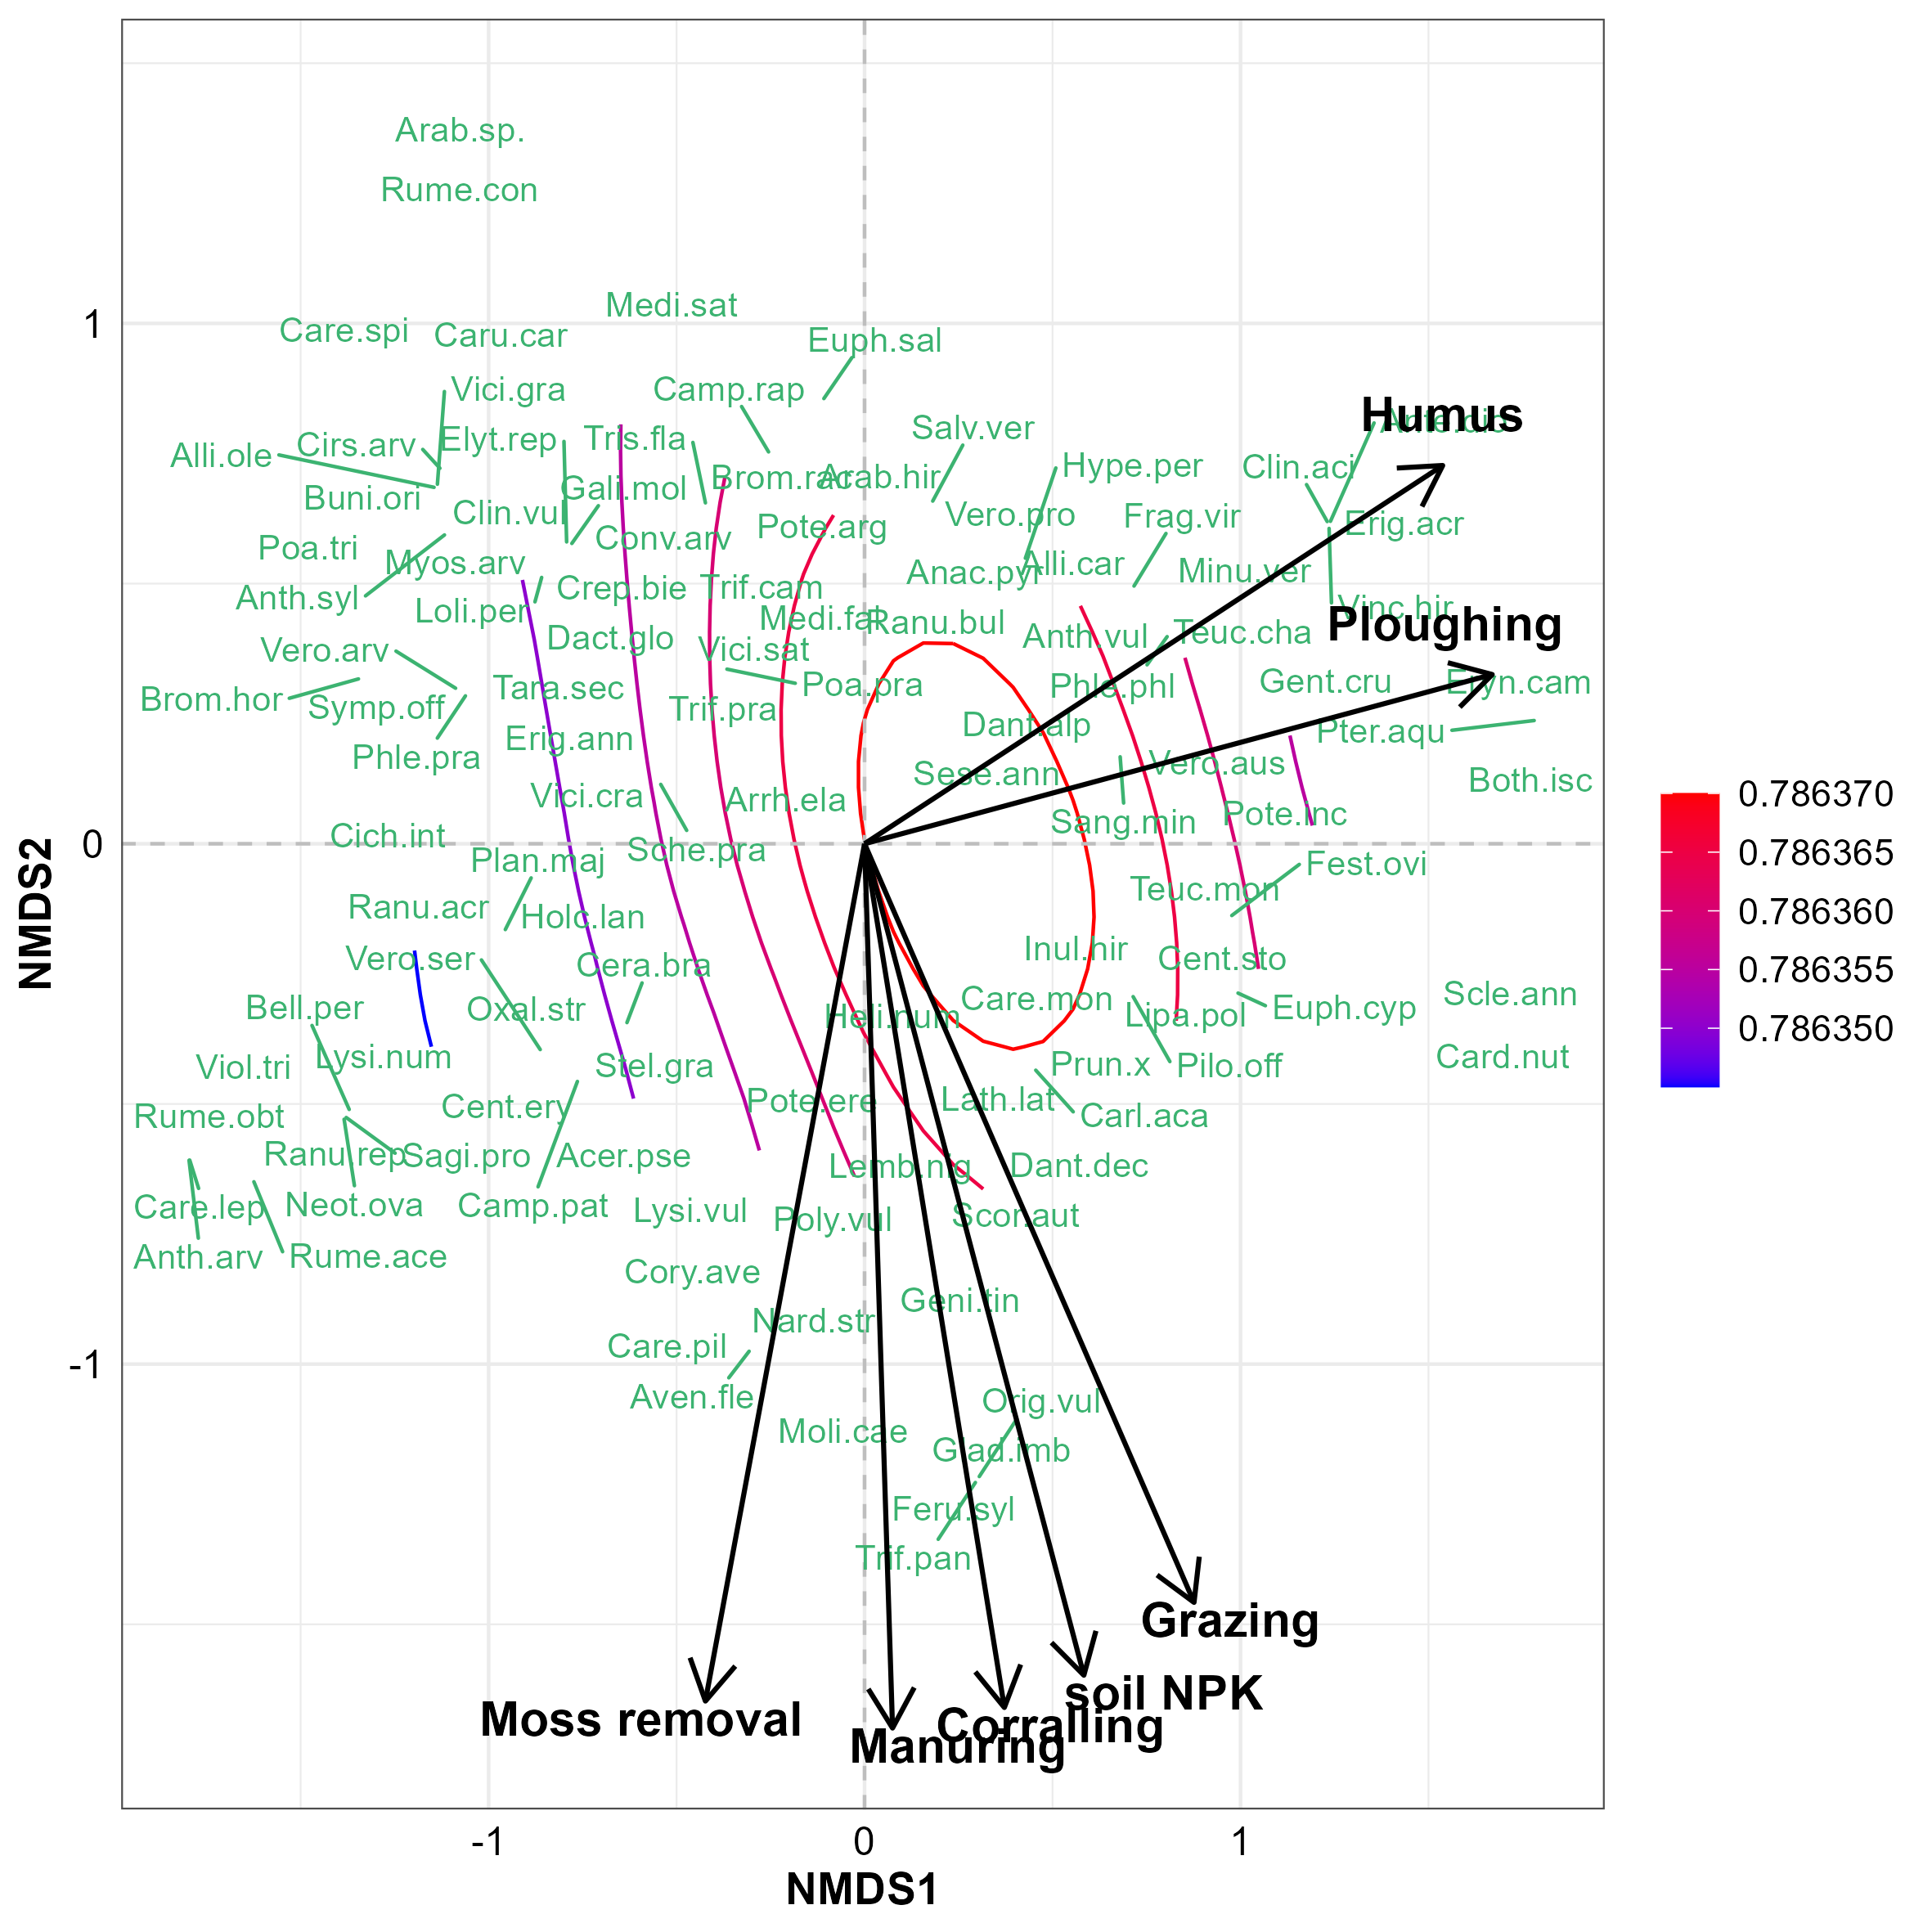 Arab.sp.
Rume.con
Medi.sat
1
Care.spi
Caru.car
Euph.sal
Vici.gra
Camp.rap
Humus
Ante.dio
Salv.ver
Alli.ole
Cirs.arv
Elyt.rep
Tris.fla
Hype.per
Clin.aci
Buni.ori
Gali.mol
Brom.rac
Arab.hir
Clin.vul
Conv.arv
Pote.arg
Vero.pro
Frag.vir
Erig.acr
Poa.tri
Myos.arv
Anac.pyr
Alli.car
Minu.ver
Anth.syl
Loli.per
Crep.bie
Trif.cam
Vinc.hir
Medi.fal
Ranu.bul
Anth.vul
Teuc.cha
Ploughing
Vero.arv
Dact.glo
Vici.sat
Brom.hor
Symp.off
Tara.sec
Poa.pra
Phle.phl
Gent.cru
Eryn.cam
Trif.pra
Dant.alp
Pter.aqu
Phle.pra
Erig.ann
Sese.ann
Vero.aus
Both.isc
Vici.cra
Arrh.ela
Sang.min
Pote.inc
0
Cich.int
Plan.maj
Sche.pra
Fest.ovi
Ranu.acr
Holc.lan
Teuc.mon
Vero.ser
Cera.bra
Inul.hir
Cent.sto
Bell.per
Oxal.str
Heli.num
Care.mon
Lipa.pol
Euph.cyp
Scle.ann
Viol.tri
Lysi.num
Stel.gra
Prun.x
Pilo.off
Card.nut
Rume.obt
Cent.ery
Pote.ere
Lath.lat
Carl.aca
Ranu.rep
Sagi.pro
Acer.pse
Lemb.nig
Dant.dec
Care.lep
Neot.ova
Camp.pat
Lysi.vul
Poly.vul
Scor.aut
Anth.arv
Rume.ace
Cory.ave
Geni.tin
Nard.str
-1
Care.pil
Aven.fle
Orig.vul
Moli.cae
Glad.imb
Feru.syl
Trif.pan
Grazing
soil NPK
Moss removal
Corralling
Manuring
-1
0
1
NMDS1
NMDS2
0.786370
0.786365
0.786360
0.786355
0.786350